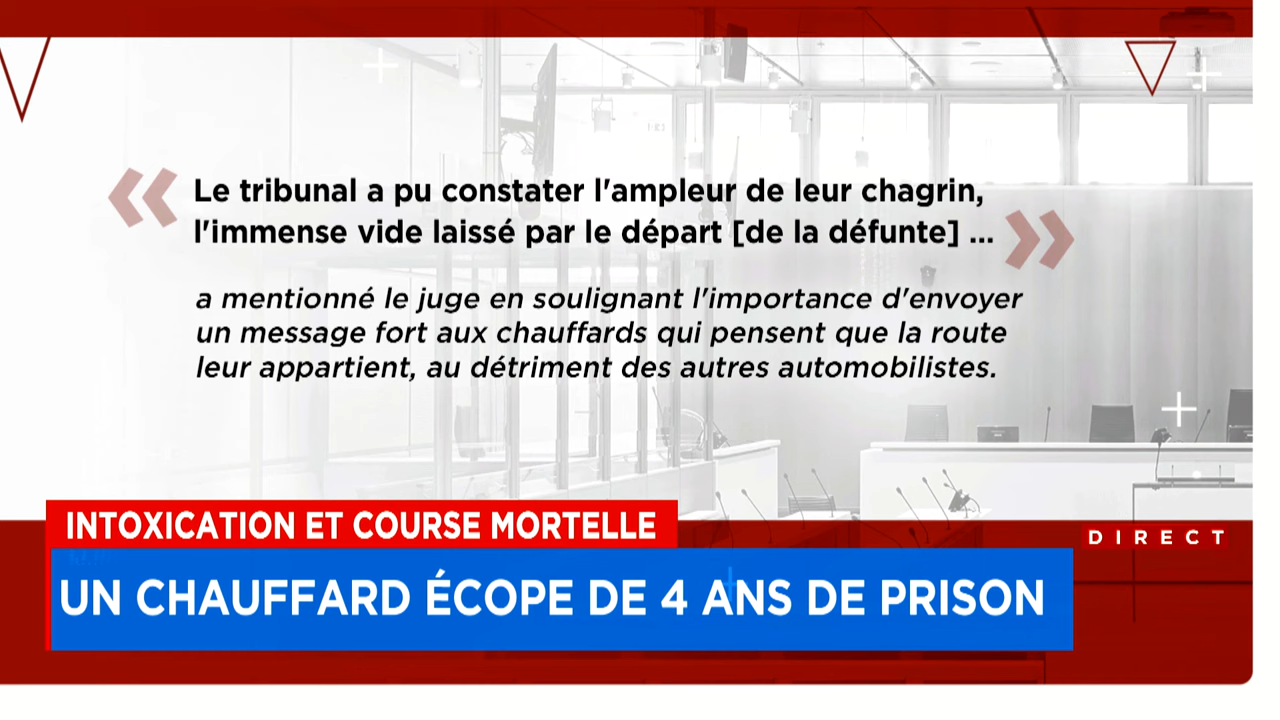 « Le tribunal a pu constater l'ampleur de leur chagrin,
l'immense vide laissé par le départ [de la défunte] ... »
a mentionné le juge en soulignant l'importance d'envoyer
un message fort aux chauffards qui pensent que la route
leur appartient, au détriment des autres automobilistes.
INTOXICATION ET COURSE MORTELLE
DIRECT
UN CHAUFFARD ÉCOPE DE 4 ANS DE PRISON